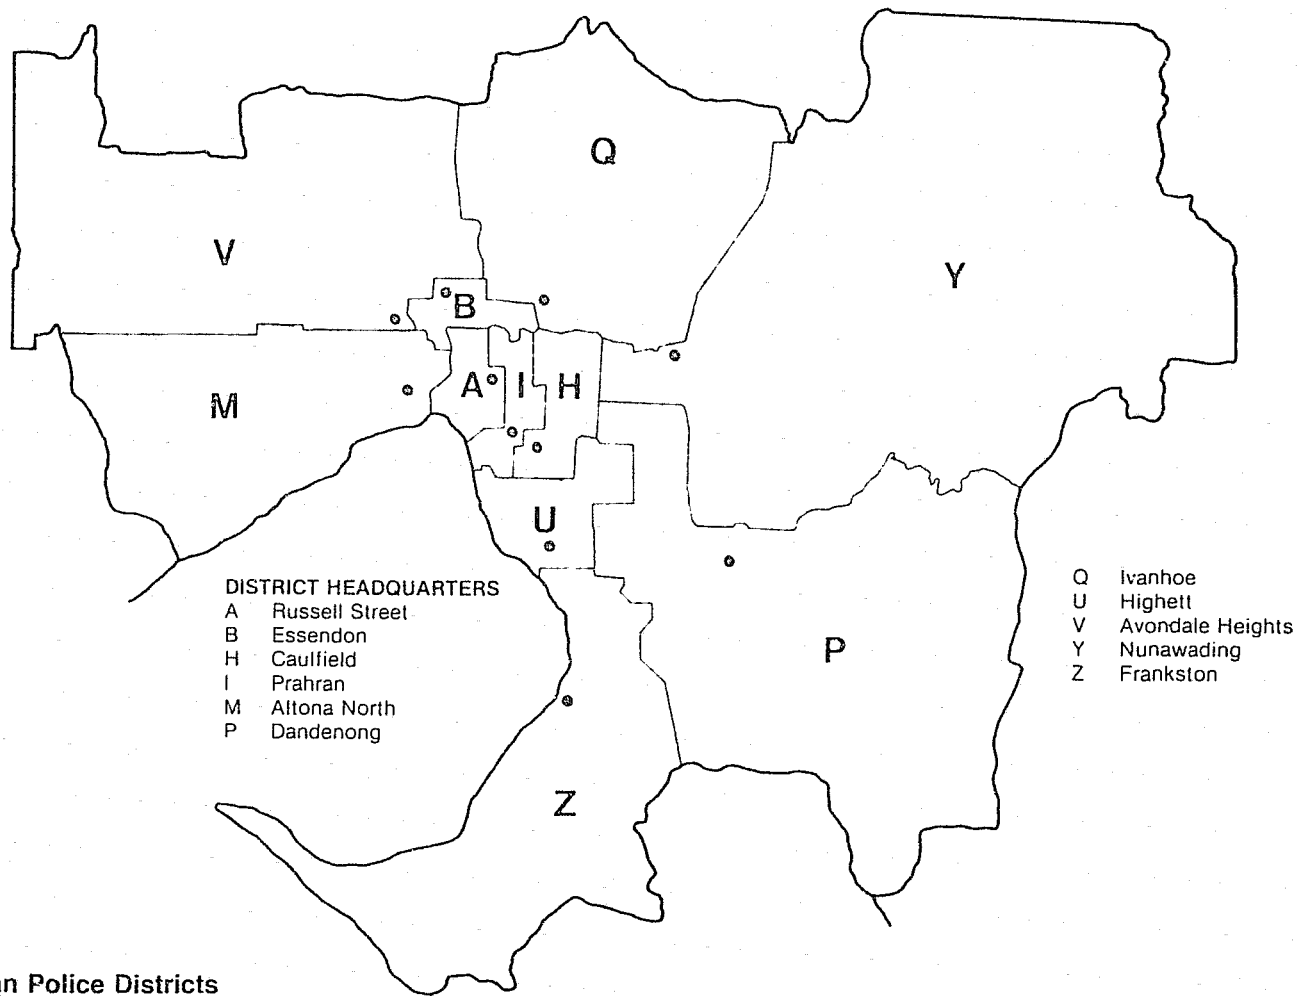 Q
V
Y
B
A
I
H
M
U
DISTRICT HEADQUARTERS
A Russell Street
B Essendon
H Caulfield
I Prahran
M Altona North
P Dandenong
Q Ivanhoe
U Highett
V Avondale Heights
Y Nunawading
Z Frankston
P
Z
Police Districts